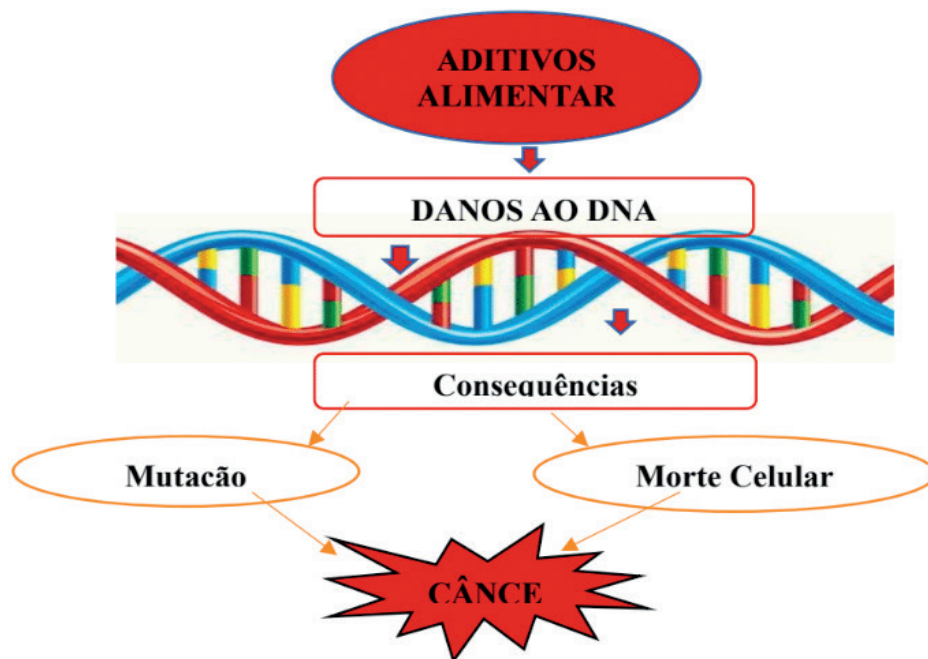 ADITIVOS
ALIMENTAR
DANOS AO DNA
Consequências
Mutacão
Morte Celular
CÂNCE